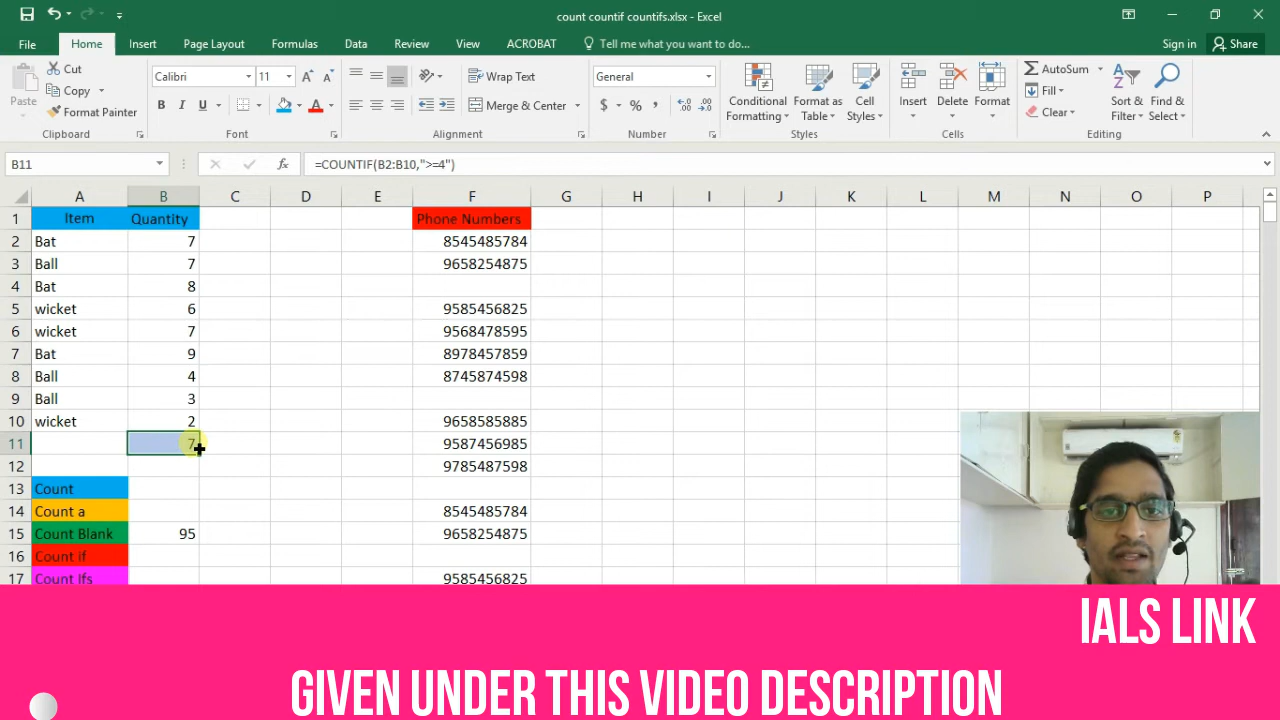 count countif countifs.xlsx - Excel
File Home Insert Page Layout Formulas Data Review View ACROBAT Tell me what you want to do... Sign in Share
Paste Cut Copy Format Painter
Clipboard
Calibri 11
B I U A A A
Font
Wrap Text
Merge & Center
Alignment
General
$ % , .00
Number
Conditional Formatting
Format as Table
Cell Styles
Styles
Insert Delete Format
Cells
AutoSum
Fill
Clear
Sort & Filter
Find & Select
Editing
B11 fx =COUNTIF(B2:B10,">=4")
A B C D E F G H I J K L M N O P
1 Item Quantity Phone Numbers
2 Bat 7 8545485784
3 Ball 7 9658254875
4 Bat 8
5 wicket 6 9585456825
6 wicket 7 9568478595
7 Bat 9 8978457859
8 Ball 4 8745874598
9 Ball 3
10 wicket 2 9658585885
11 7 9587456985
12 9785487598
13 Count
14 Count a 8545485784
15 Count Blank 95 9658254875
16 Count if
17 Count Ifs 9585456825
IALS LINK
GIVEN UNDER THIS VIDEO DESCRIPTION